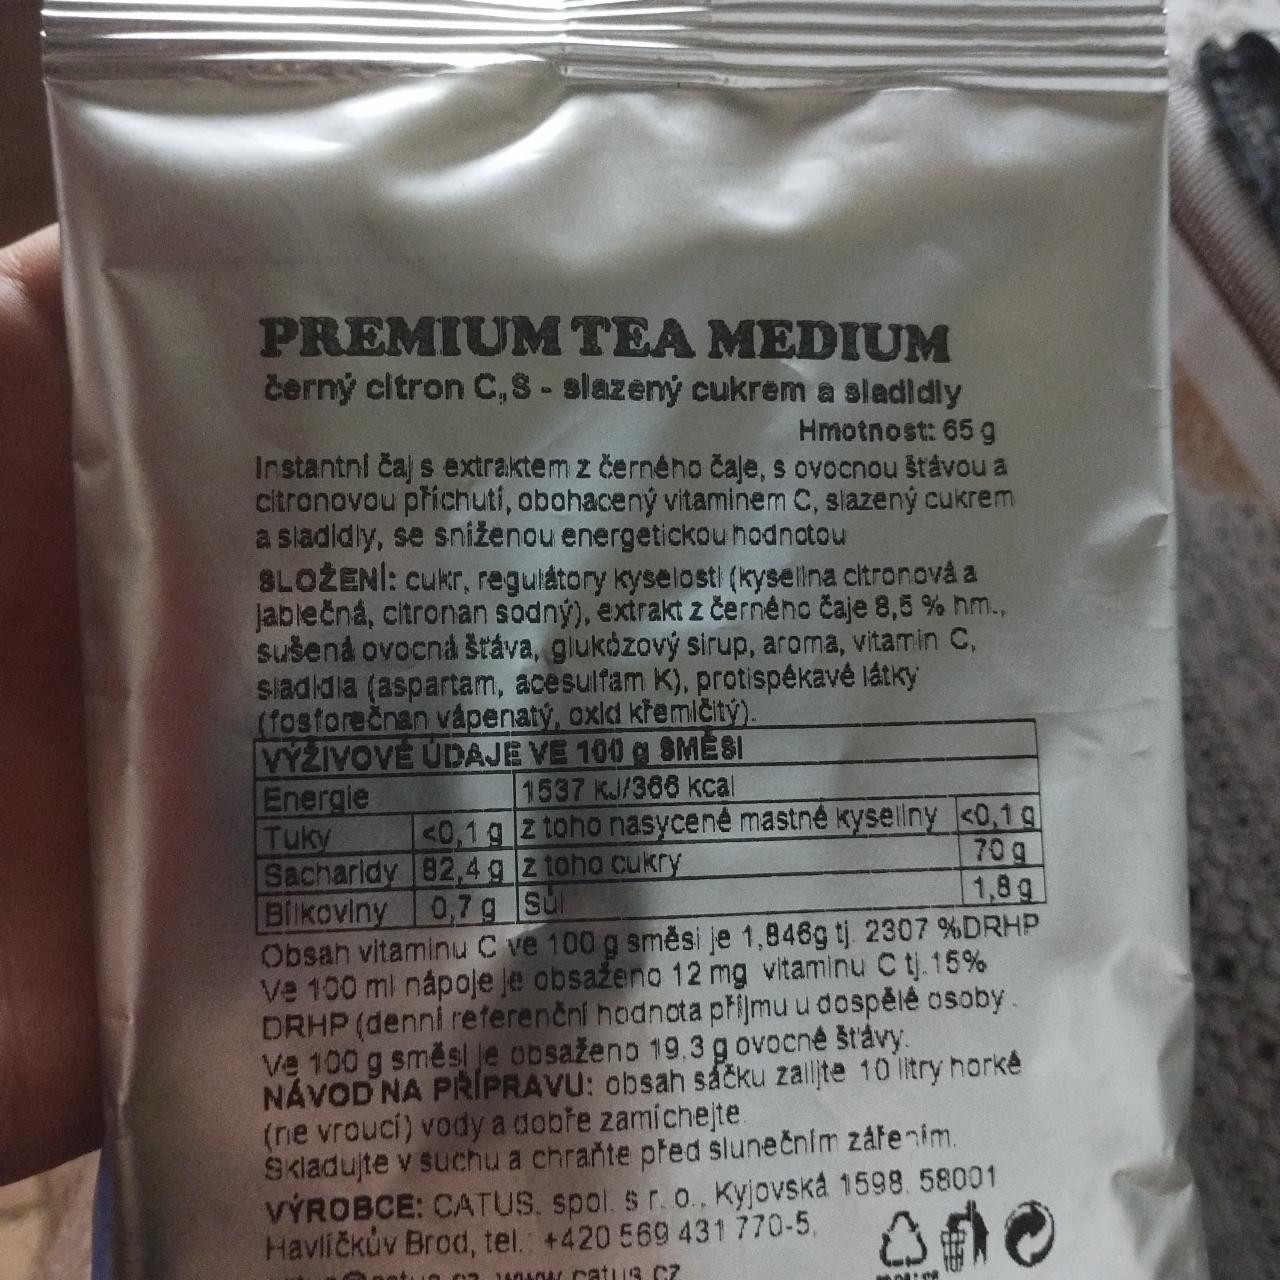 PREMIUM TEA MEDIUM
černý citron C,S - slazený cukrem a sladidly
Hmotnost: 65 g
Instantní čaj s extraktem z černého čaje, s ovocnou šťávou a
citronovou příchutí, obohacený vitaminem C, slazený cukrem
a sladidly, se sníženou energetickou hodnotou
SLOŽENÍ: cukr, regulátory kyselosti (kyselina citronová a
jablečná, citronan sodný), extrakt z černého čaje 8,5 % hm.,
sušená ovocná šťáva, glukózový sirup, aroma, vitamin C,
sladidla (aspartam, acesulfam K), protispékavé látky
(fosforečnan vápenatý, oxid křemičitý).
VÝŽIVOVÉ ÚDAJE VE 100 g SMĚSI
Energie 1537 kJ/366 kcal
Tuky <0,1 g z toho nasycené mastné kyseliny <0,1 g
Sacharidy 82,4 g z toho cukry 70 g
Bílkoviny 0,7 g Sůl 1,8 g
Obsah vitaminu C ve 100 g směsi je 1,846g tj. 2307 %DRHP
Ve 100 ml nápoje je obsaženo 12 mg vitaminu C tj.15%
DRHP (denní referenční hodnota příjmu u dospělé osoby.
Ve 100 g směsi je obsaženo 19,3 g ovocné šťávy.
NÁVOD NA PŘÍPRAVU: obsah sáčku zalijte 10 litry horké
(ne vroucí) vody a dobře zamíchejte.
Skladujte v suchu a chraňte před slunečním zářením.
VÝROBCE: CATUS, spol. s r. o., Kyjovská 1598, 58001
Havlíčkův Brod, tel.: +420 569 431 770-5,
www.catus.cz